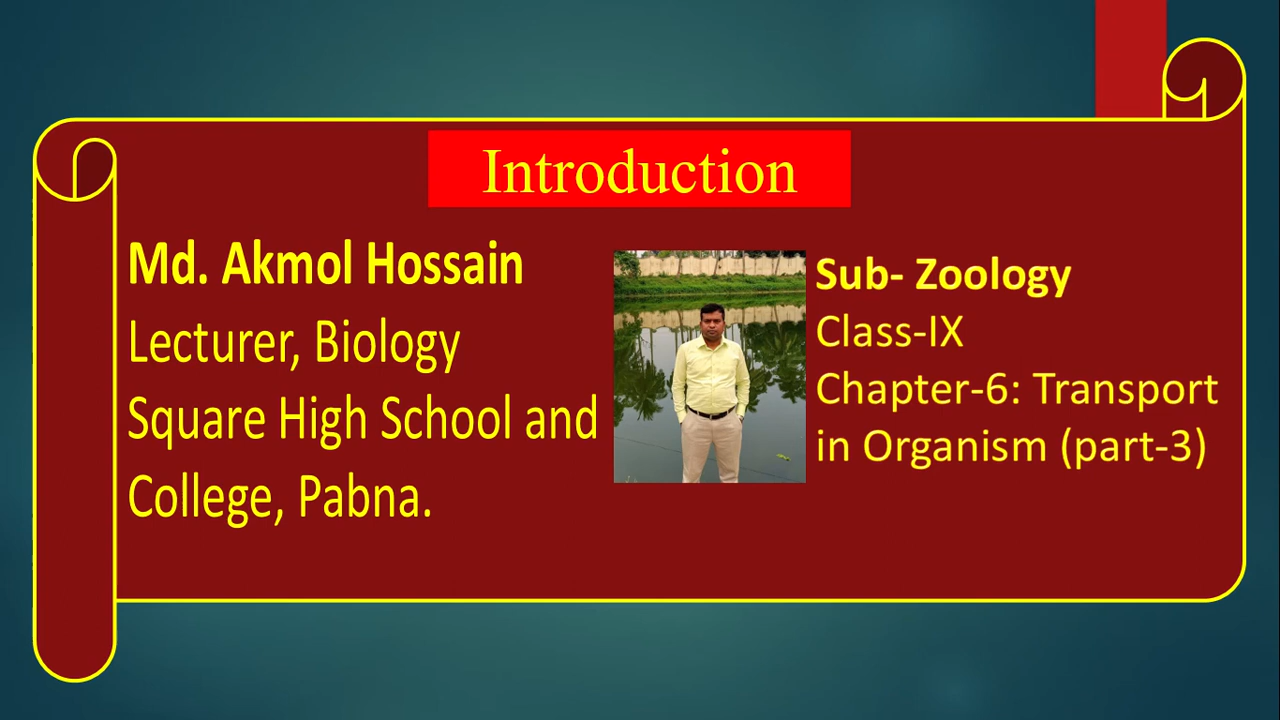 Introduction
Md. Akmol Hossain
Lecturer, Biology
Square High School and
College, Pabna.
Sub- Zoology
Class-IX
Chapter-6: Transport
in Organism (part-3)